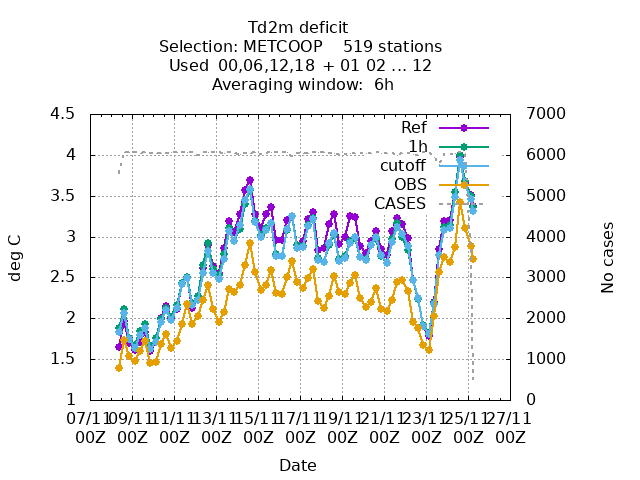 Td2m deficit
Selection: METCOOP 519 stations
Used 00,06,12,18 + 01 02 ... 12
Averaging window: 6h
4.5 7000
Ref
1h
4 6000
cutoff
OBS
3.5 5000
CASES
3 4000
deg C
No cases
2.5 3000
2 2000
1.5 1000
1 0
07/11 09/11 11/11 13/11 15/11 17/11 19/11 21/11 23/11 25/11 27/11
00Z 00Z 00Z 00Z 00Z 00Z 00Z 00Z 00Z 00Z 00Z
Date